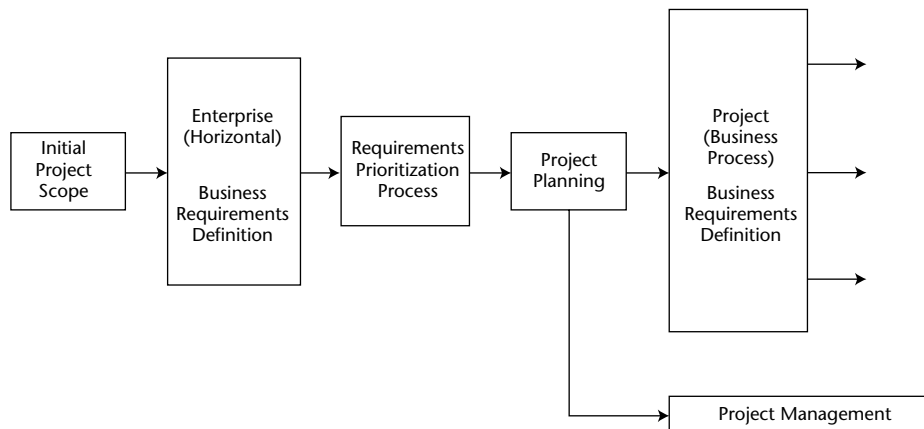 Initial
Project
Scope
Enterprise
(Horizontal)
Business
Requirements
Definition
Requirements
Prioritization
Process
Project
Planning
Project
(Business
Process)
Business
Requirements
Definition
Project Management